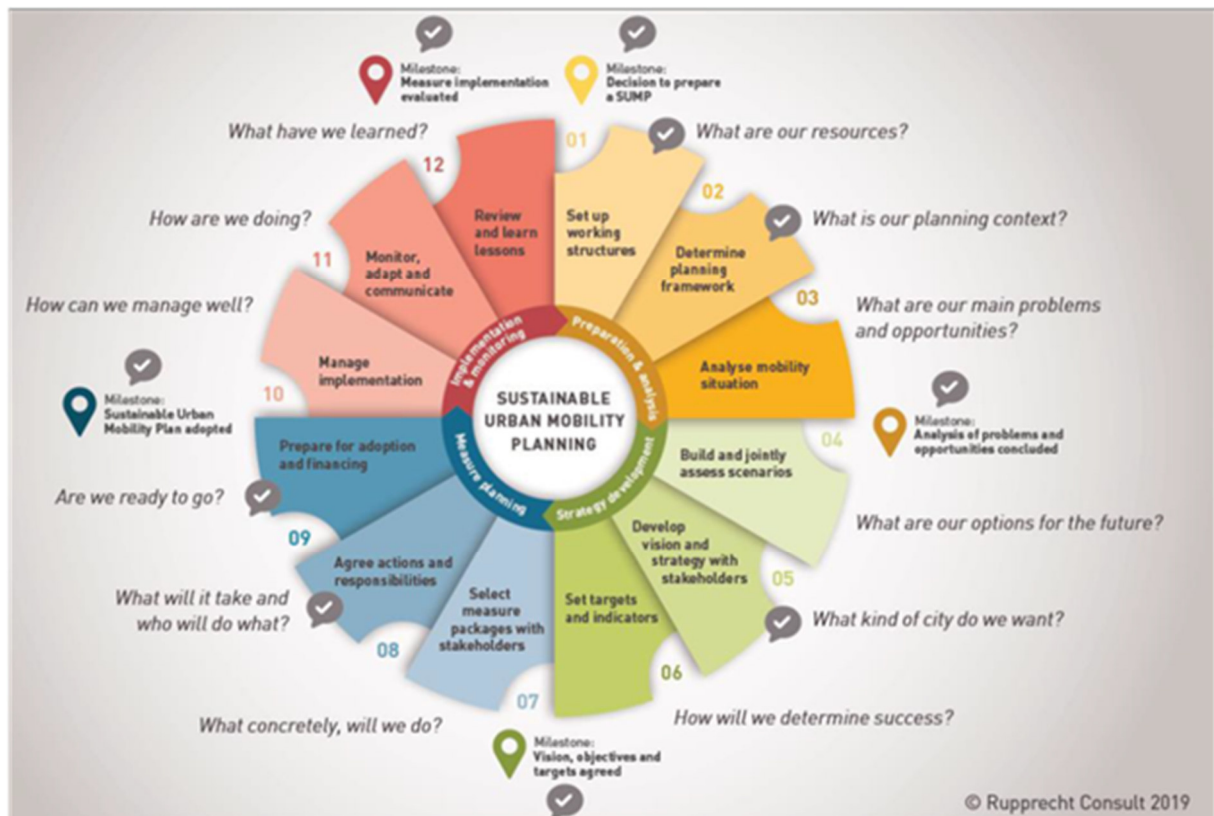 Milestone:
Measure implementation
evaluated
Milestone:
Decision to prepare
a SUMP
What have we learned?
12
01
What are our resources?
02
How are we doing?
Review
and learn
lessons
Set up
working
structures
What is our planning context?
11
Monitor,
adapt and
communicate
Determine
planning
framework
03
How can we manage well?
What are our main problems
and opportunities?
Manage
implementation
Implementation
& monitoring
Preparation & analysis
Analyse mobility
situation
10
Milestone:
Sustainable Urban
Mobility Plan adopted
SUSTAINABLE
URBAN MOBILITY
PLANNING
Milestone:
Analysis of problems and
opportunities concluded
04
Prepare for adoption
and financing
Measure planning
Strategy development
Build and jointly
assess scenarios
Are we ready to go?
What are our options for the future?
09
Agree actions and
responsibilities
Develop
vision and
strategy with
stakeholders
05
What will it take and
who will do what?
Select
measure
packages with
stakeholders
Set targets
and indicators
What kind of city do we want?
08
06
07
What concretely, will we do?
How will we determine success?
Milestone:
Vision, objectives and
targets agreed
© Rupprecht Consult 2019